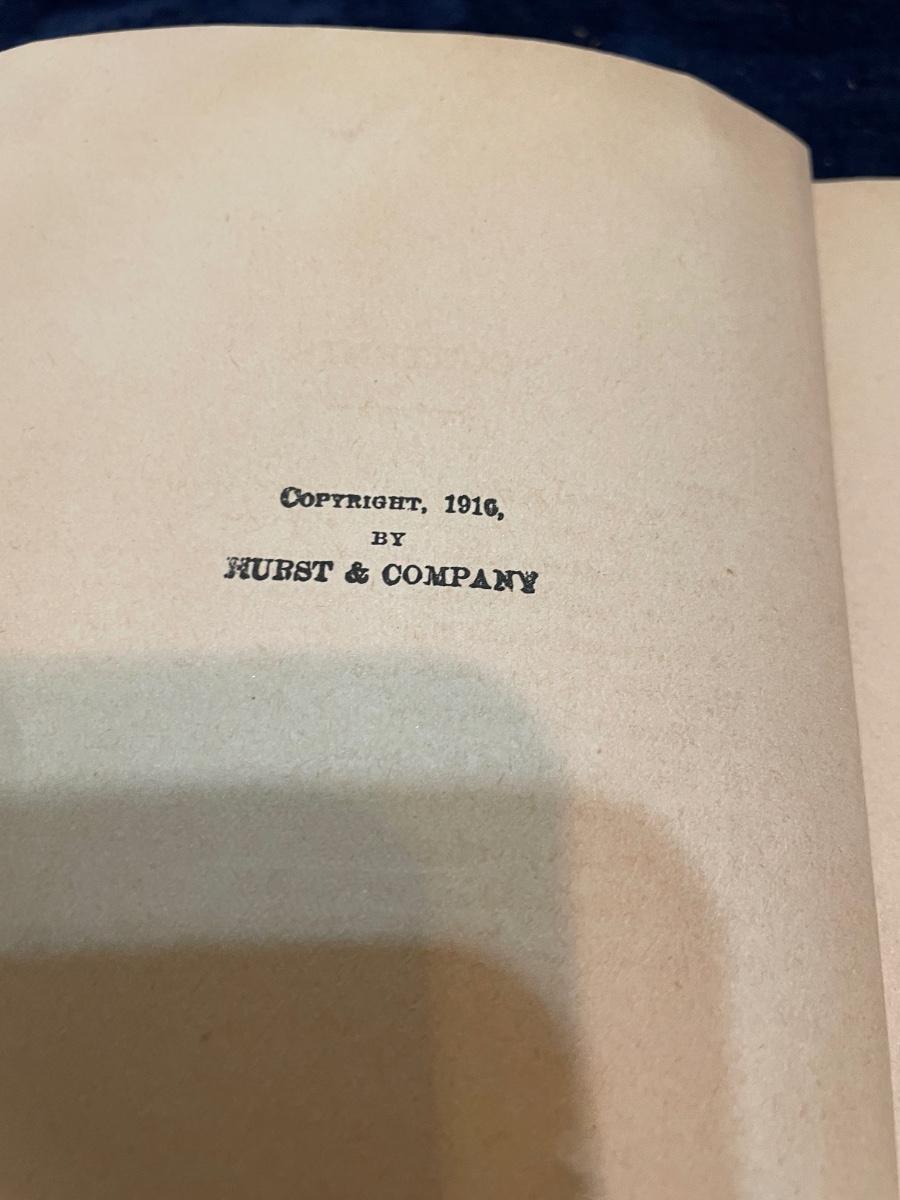 COPYRIGHT, 1916,
BY
HURST & COMPANY